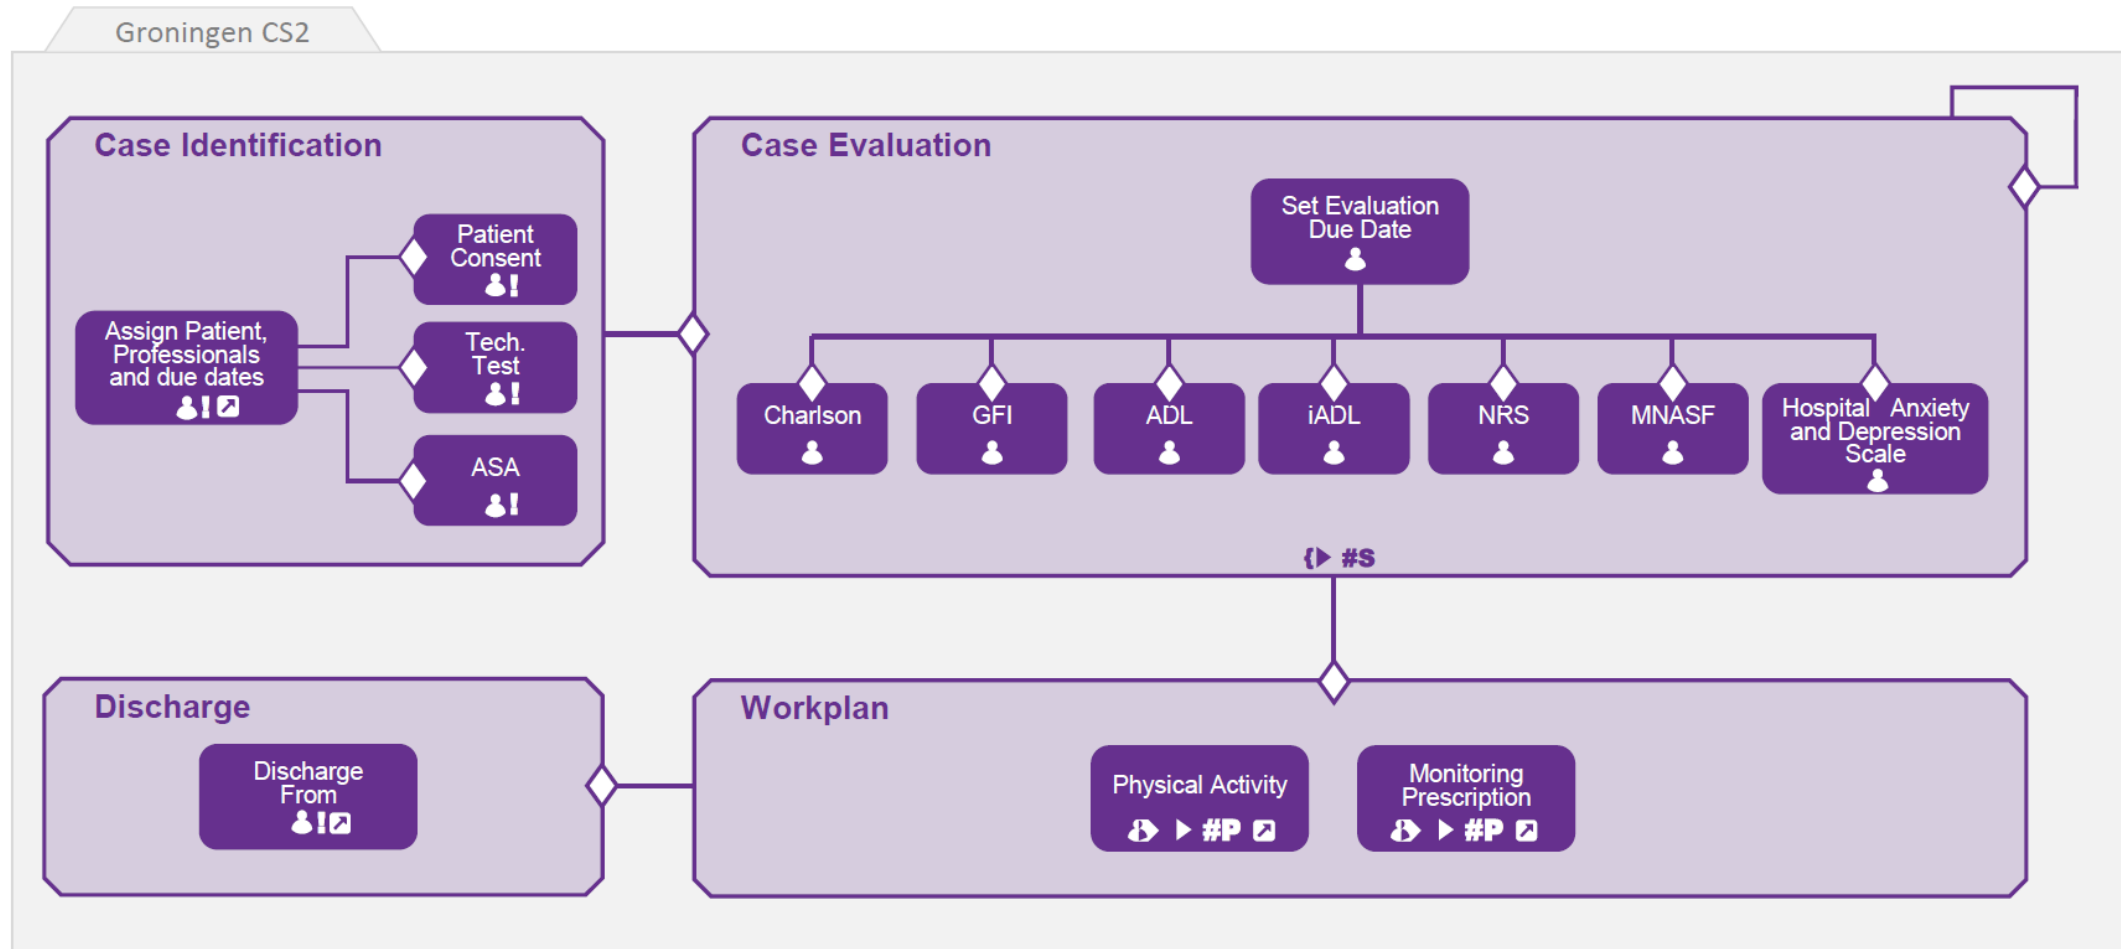 Groningen CS2
Case Identification
Assign Patient,
Professionals
and due dates
!
Patient
Consent
!
Tech.
Test
!
ASA
!
Case Evaluation
Set Evaluation
Due Date
Charlson
GFI
ADL
iADL
NRS
MNASF
Hospital Anxiety
and Depression
Scale
{ #S
Discharge
Discharge
From
!
Workplan
Physical Activity
#P
Monitoring
Prescription
#P